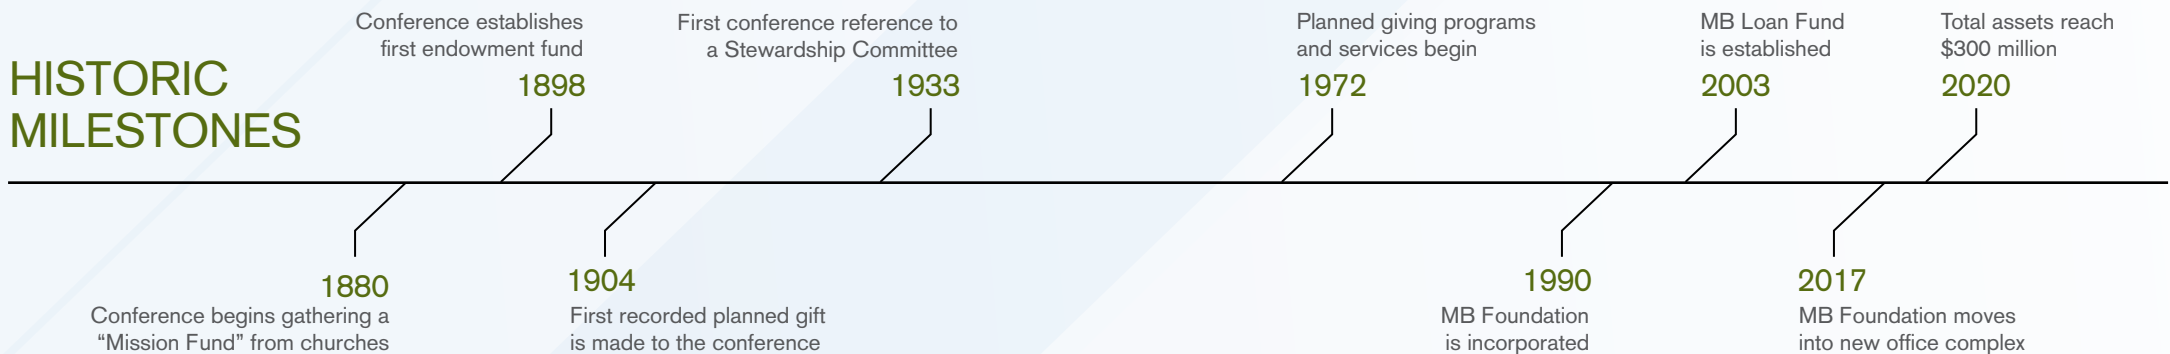 HISTORIC
MILESTONES
Conference establishes
first endowment fund
1898
First conference reference to
a Stewardship Committee
1933
Planned giving programs
and services begin
1972
MB Loan Fund
is established
2003
Total assets reach
$300 million
2020
1880
Conference begins gathering a
“Mission Fund” from churches
1904
First recorded planned gift
is made to the conference
1990
MB Foundation
is incorporated
2017
MB Foundation moves
into new office complex